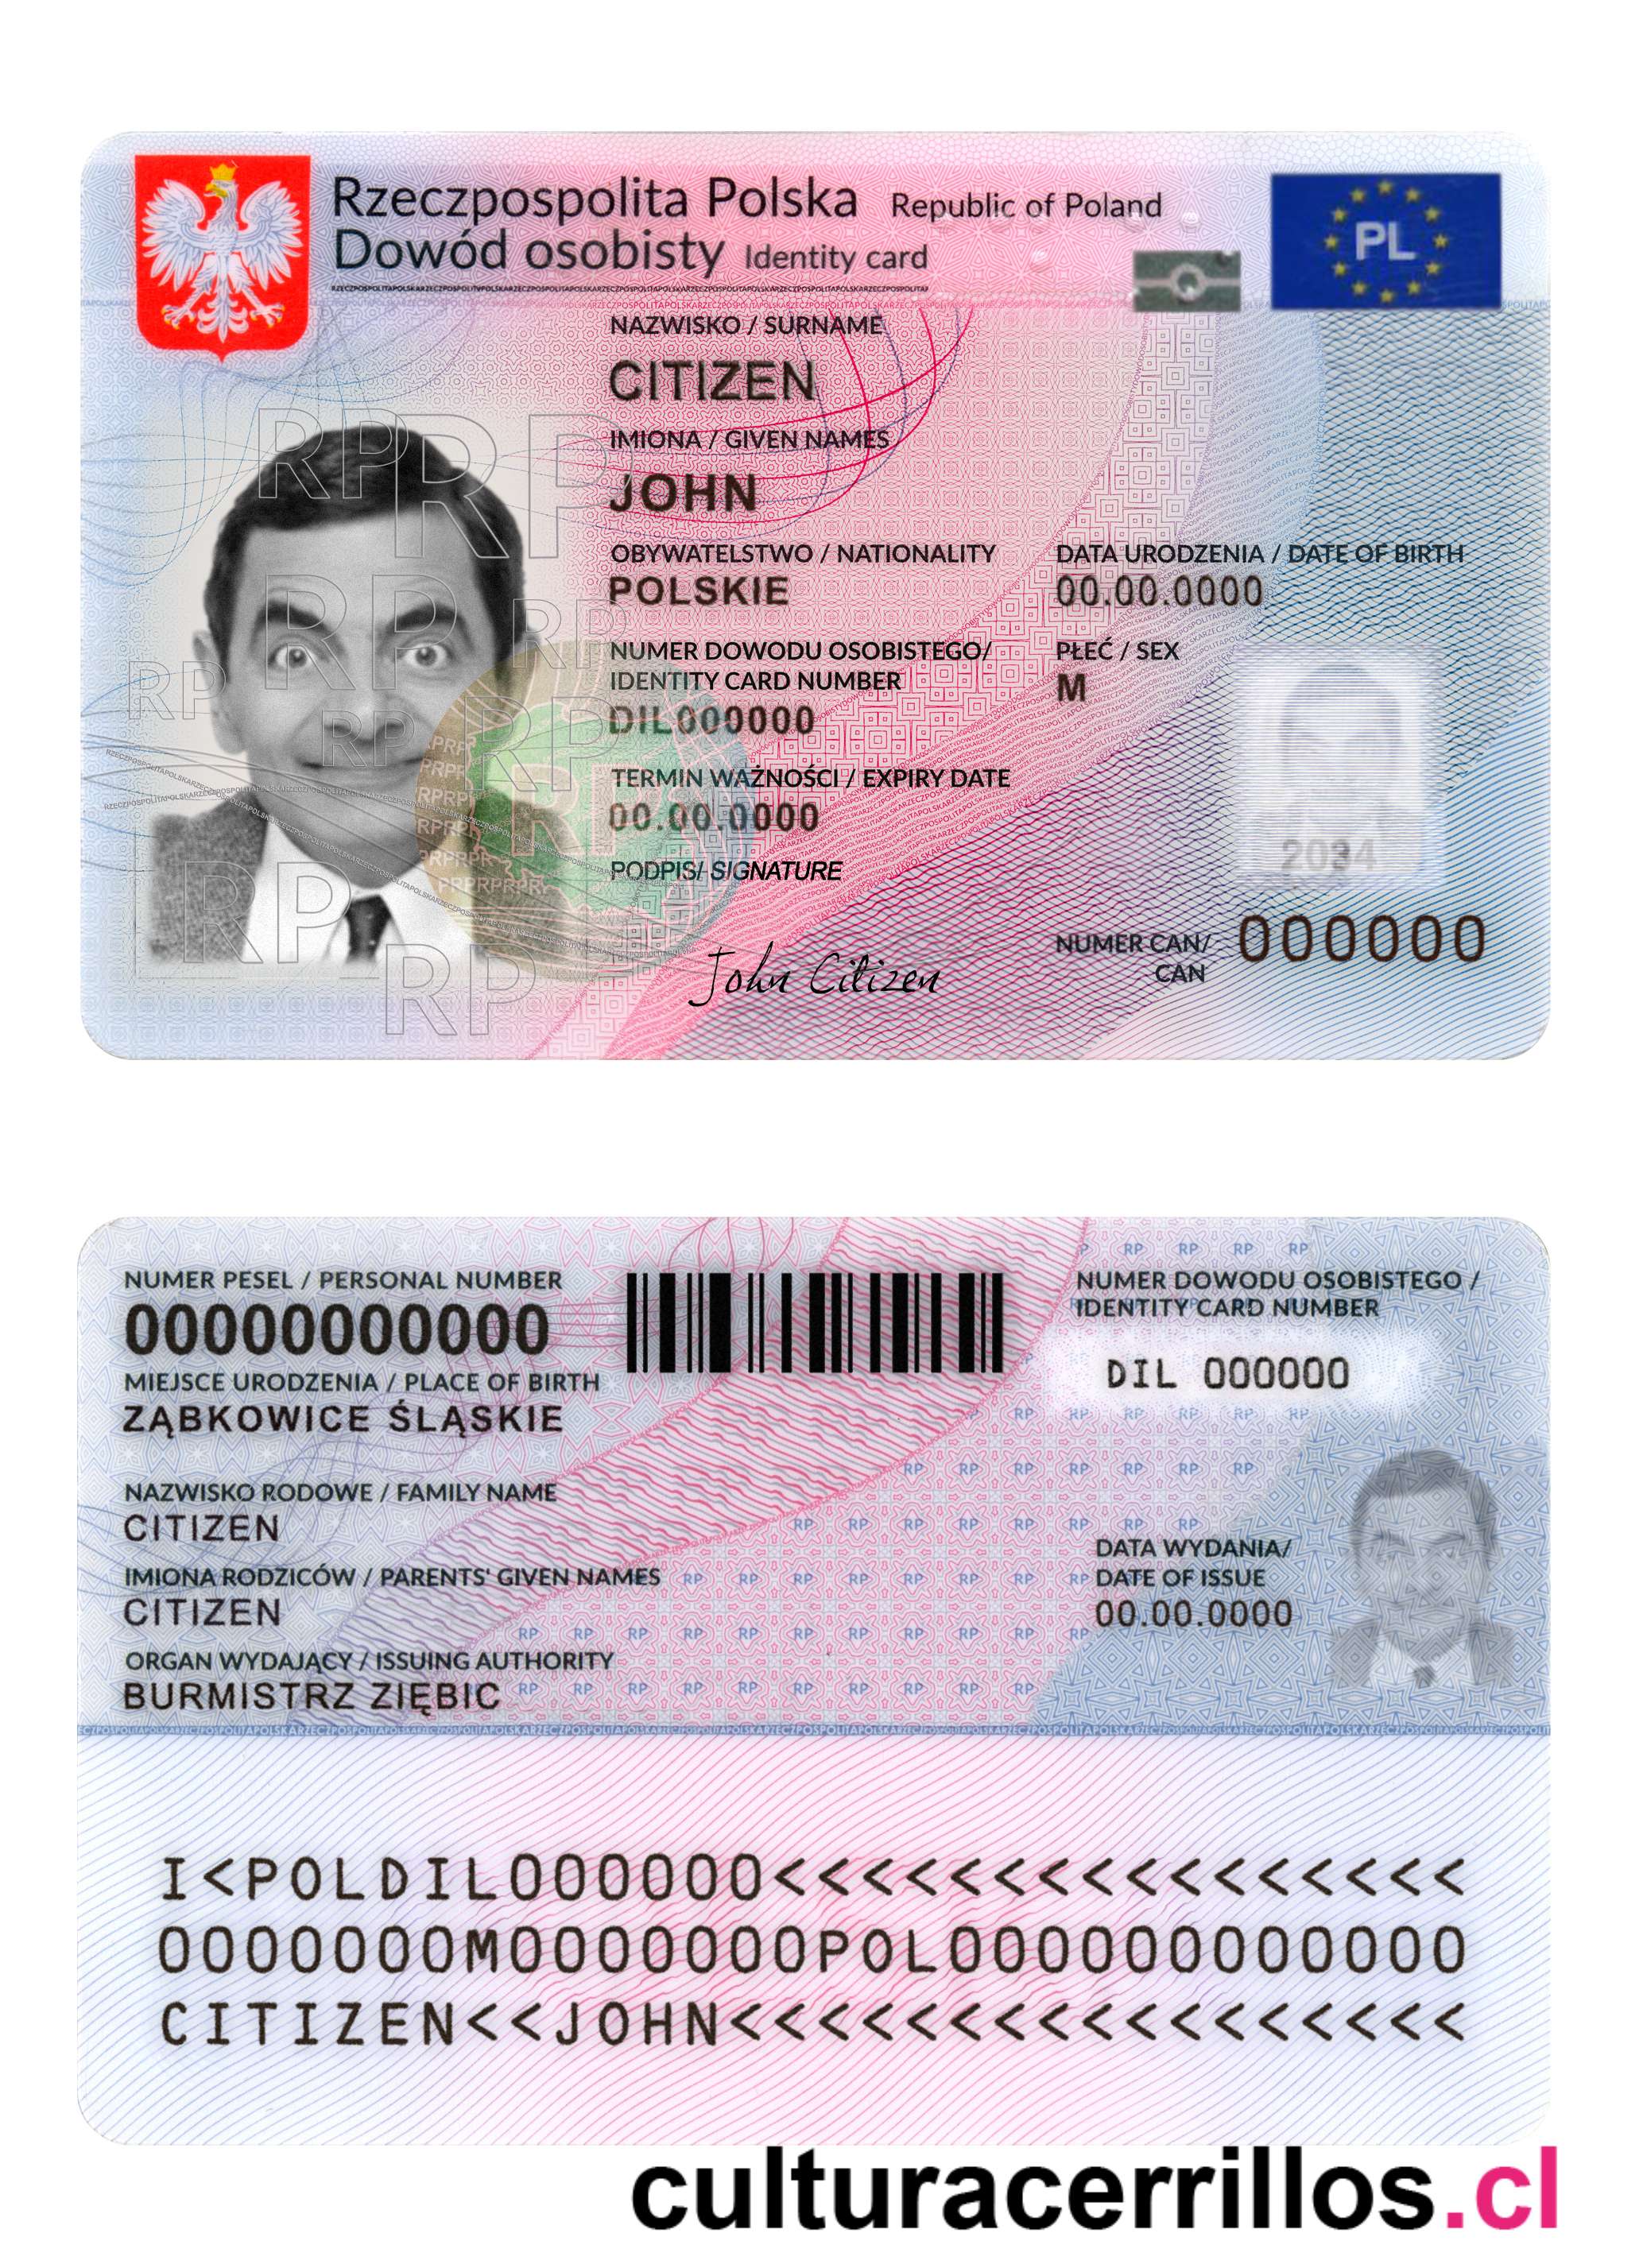 Rzeczpospolita Polska Republic of Poland
Dowód osobisty Identity card
PL
NAZWISKO / SURNAME
CITIZEN
IMIONA / GIVEN NAMES
JOHN
OBYWATELSTWO / NATIONALITY DATA URODZENIA / DATE OF BIRTH
POLSKIE 00.00.0000
NUMER DOWODU OSOBISTEGO/ PŁEĆ / SEX
IDENTITY CARD NUMBER M
DIL000000
TERMIN WAŻNOŚCI / EXPIRY DATE
00.00.0000
PODPIS/ SIGNATURE
John Citizen
NUMER CAN/ 000000
CAN
NUMER PESEL / PERSONAL NUMBER
00000000000
MIEJSCE URODZENIA / PLACE OF BIRTH
ZĄBKOWICE ŚLĄSKIE
NAZWISKO RODOWE / FAMILY NAME
CITIZEN
IMIONA RODZICÓW / PARENTS' GIVEN NAMES
CITIZEN
ORGAN WYDAJĄCY / ISSUING AUTHORITY
BURMISTRZ ZIĘBIC
NUMER DOWODU OSOBISTEGO /
IDENTITY CARD NUMBER
DIL 000000
DATA WYDANIA/
DATE OF ISSUE
00.00.0000
I<POLDIL000000<<<<<<<<<<<<<<<<
0000000M0000000POL000000000000
CITIZEN<<JOHN<<<<<<<<<<<<<<<<<
culturacerrillos.cl